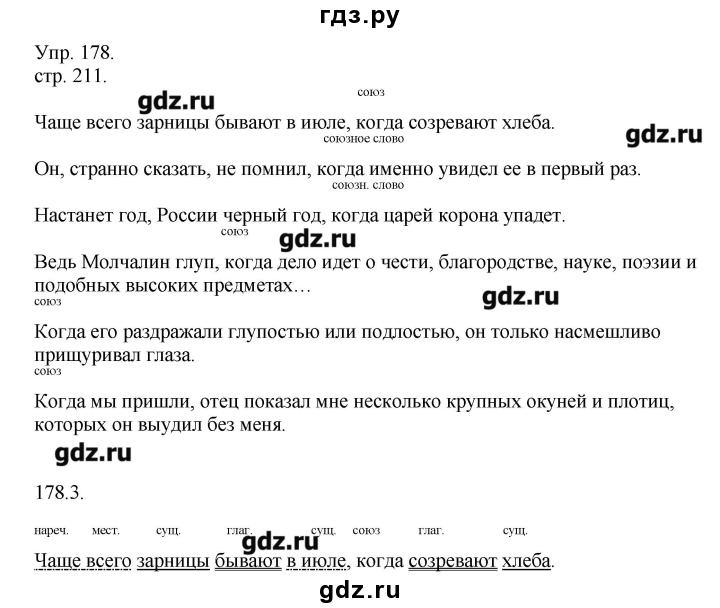 гдз.ру
Упр. 178.
стр. 211.
gdz.ru
союз
Чаще всего зарницы бывают в июле, когда созревают хлеба.
gdz.ru
союзное слово
Он, странно сказать, не помнил, когда именно увидел ее в первый раз.
союзн. слово
Настанет год, России черный год, когда царей корона упадет.
союз
gdz.ru
Ведь Молчалин глуп, когда дело идет о чести, благородстве, науке, поэзии и
подобных высоких предметах…
gdz.ru
союз
Когда его раздражали глупостью или подлостью, он только насмешливо
прищуривал глаза.
союз
Когда мы пришли, отец показал мне несколько крупных окуней и плотиц,
которых он выудил без меня.
gdz.ru
178.3.
нареч. мест. сущ. глаг. сущ. союз глаг. сущ.
gdz.ru
Чаще всего зарницы бывают в июле, когда созревают хлеба.
gdz.ru